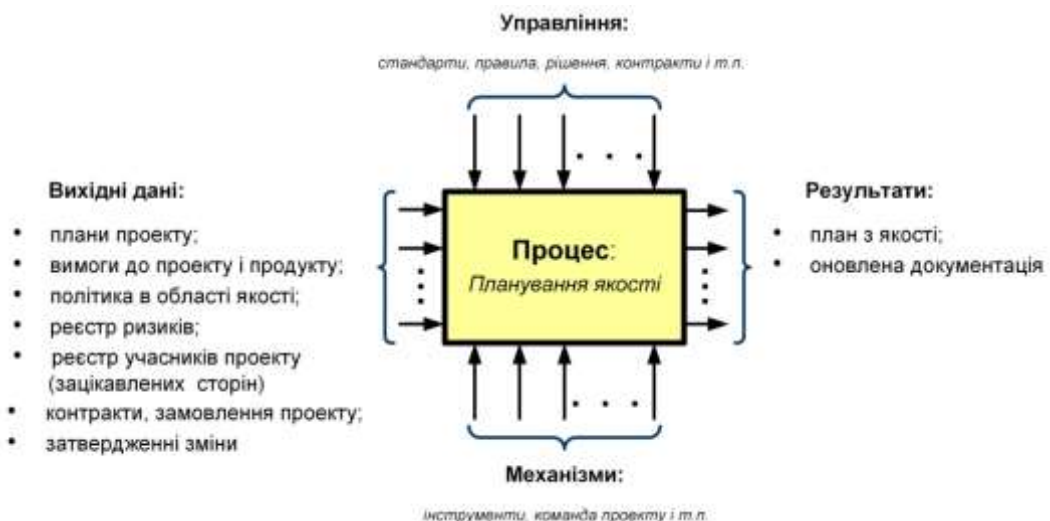 Управління:
стандарти, правила, рішення, контракти і т.п.
Вихідні дані:
• плани проекту;
• вимоги до проекту і продукту;
• політика в області якості;
• реєстр ризиків;
• реєстр учасників проекту
(зацікавлених сторін)
• контракти, замовлення проекту;
• затвердженні зміни
Процес:
Планування якості
Результати:
• план з якості;
• оновлена документація
Механізми:
інструменти, команда проекту і т.п.